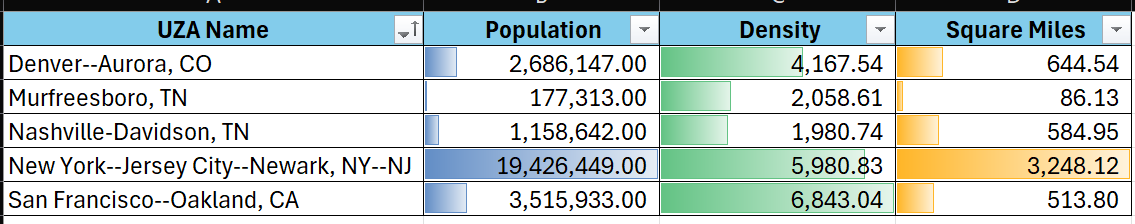 UZA Name Population Density Square Miles
Denver--Aurora, CO 2,686,147.00 4,167.54 644.54
Murfreesboro, TN 177,313.00 2,058.61 86.13
Nashville-Davidson, TN 1,158,642.00 1,980.74 584.95
New York--Jersey City--Newark, NY--NJ 19,426,449.00 5,980.83 3,248.12
San Francisco--Oakland, CA 3,515,933.00 6,843.04 513.80